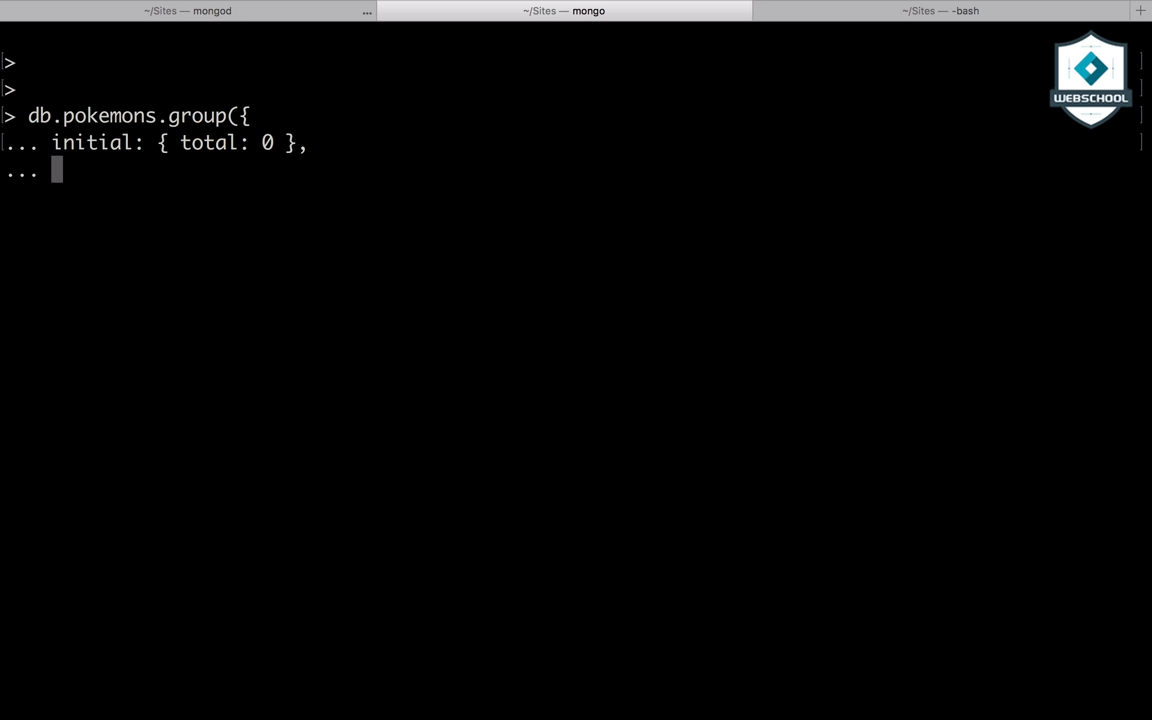 ~/Sites — mongod ... ~/Sites — mongo ~/Sites — -bash +
[> ]
[> ]
[> db.pokemons.group({ ]
[... initial: { total: 0 }, ]
...
WEBSCHOOL